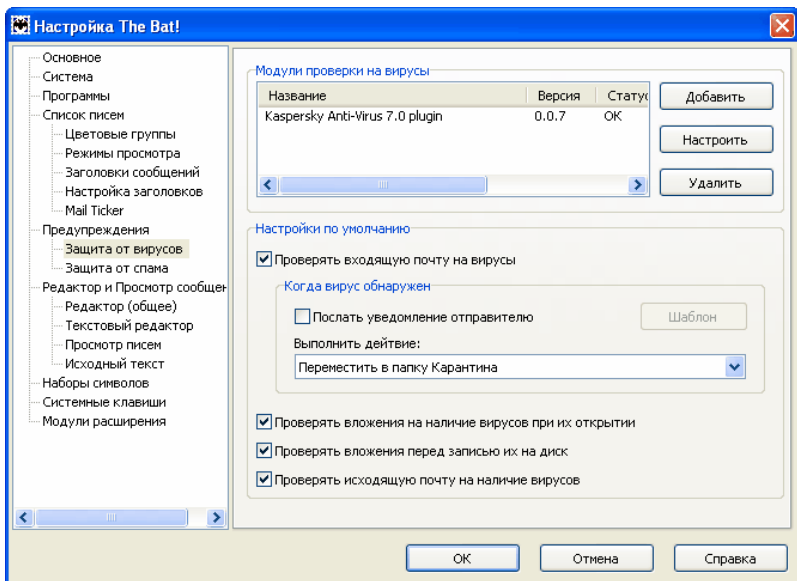 Настройка The Bat!
Основное
Система
Программы
Список писем
Цветовые группы
Режимы просмотра
Заголовки сообщений
Настройка заголовков
Mail Ticker
Предупреждения
Защита от вирусов
Защита от спама
Редактор и Просмотр сообщен
Редактор (общее)
Текстовый редактор
Просмотр писем
Исходный текст
Наборы символов
Системные клавиши
Модули расширения
Модули проверки на вирусы
Название Версия Статус
Kaspersky Anti-Virus 7.0 plugin 0.0.7 OK
Добавить
Настроить
Удалить
Настройки по умолчанию
Проверять входящую почту на вирусы
Когда вирус обнаружен
Послать уведомление отправителю
Шаблон
Выполнить дейтвие:
Переместить в папку Карантина
Проверять вложения на наличие вирусов при их открытии
Проверять вложения перед записью их на диск
Проверять исходящую почту на наличие вирусов
OK
Отмена
Справка